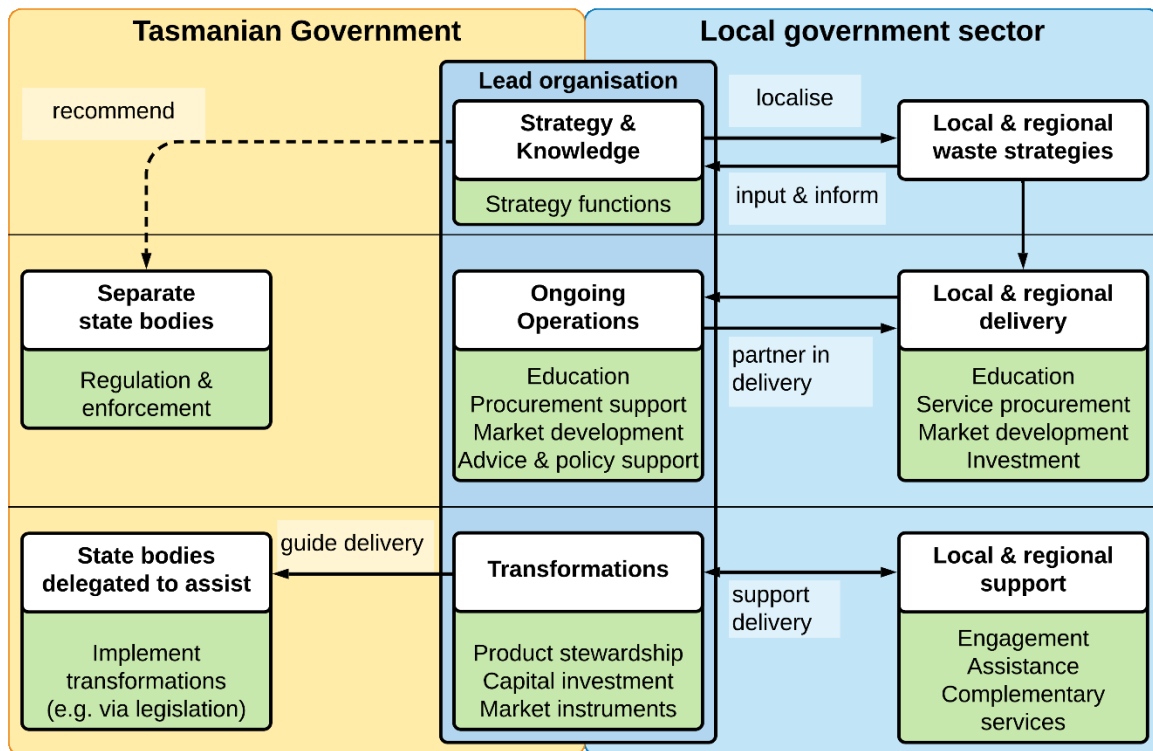 Tasmanian Government
Local government sector
Lead organisation
recommend
Strategy &
Knowledge
Strategy functions
localise
input & inform
Local & regional
waste strategies
Separate
state bodies
Regulation &
enforcement
Ongoing
Operations
Education
Procurement support
Market development
Advice & policy support
partner in
delivery
Local & regional
delivery
Education
Service procurement
Market development
Investment
State bodies
delegated to assist
Implement
transformations
(e.g. via legislation)
guide delivery
Transformations
Product stewardship
Capital investment
Market instruments
support
delivery
Local & regional
support
Engagement
Assistance
Complementary
services